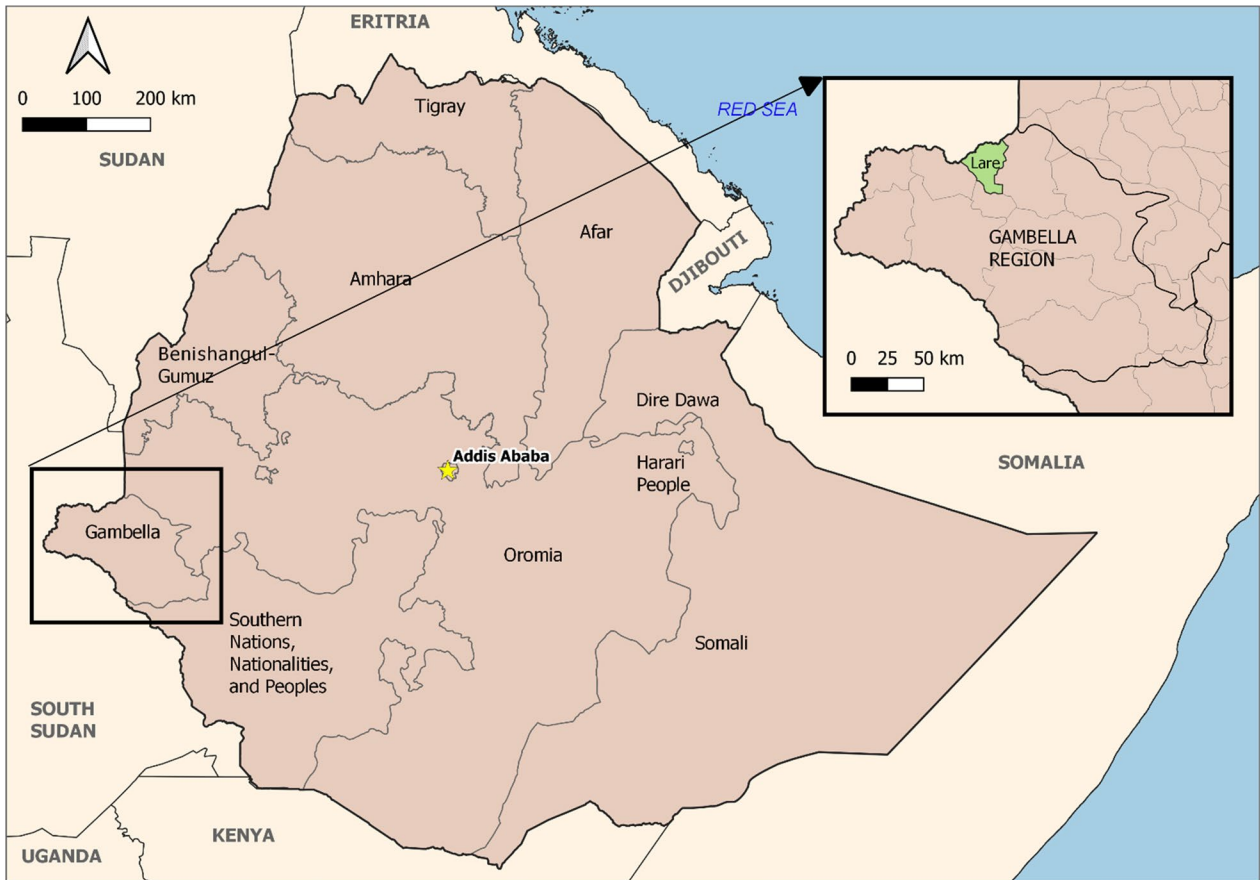 ERITRIA
0 100 200 km
SUDAN
Tigray
RED SEA
Afar
DJIBOUTI
Amhara
Benishangul-
Gumuz
Dire Dawa
Addis Ababa
Harari
People
SOMALIA
Gambella
Oromia
Southern
Nations,
Nationalities,
and Peoples
Somali
SOUTH
SUDAN
KENYA
UGANDA
Lare
GAMBELLA
REGION
0 25 50 km